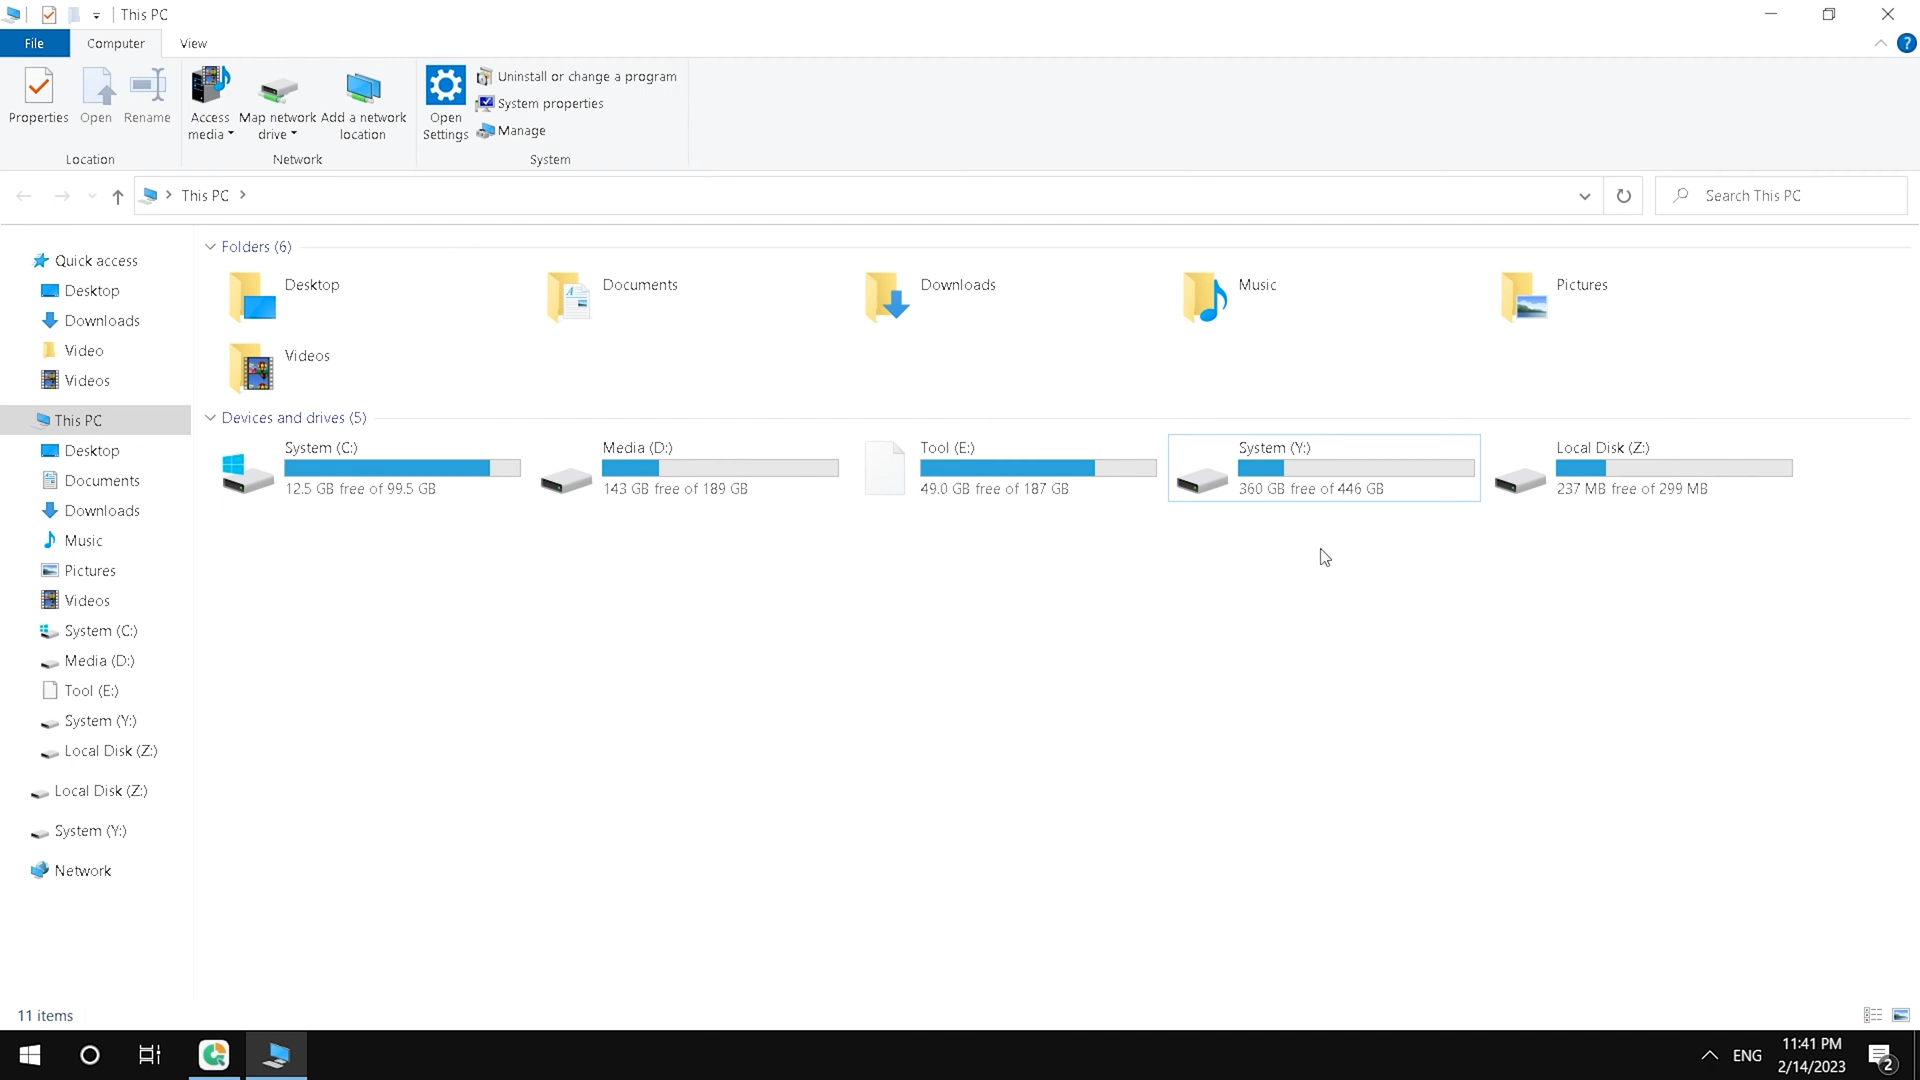 This PC
File
Computer
View
Properties
Open
Rename
Access media
Map network drive
Add a network location
Open Settings
Uninstall or change a program
System properties
Manage
Location
Network
System
This PC
Search This PC
Quick access
Desktop
Downloads
Video
Videos
This PC
Desktop
Documents
Downloads
Music
Pictures
Videos
System (C:)
Media (D:)
Tool (E:)
System (Y:)
Local Disk (Z:)
Local Disk (Z:)
System (Y:)
Network
Folders (6)
Desktop
Documents
Downloads
Music
Pictures
Videos
Devices and drives (5)
System (C:)
12.5 GB free of 99.5 GB
Media (D:)
143 GB free of 189 GB
Tool (E:)
49.0 GB free of 187 GB
System (Y:)
360 GB free of 446 GB
Local Disk (Z:)
237 MB free of 299 MB
11 items
ENG
11:41 PM
2/14/2023
2